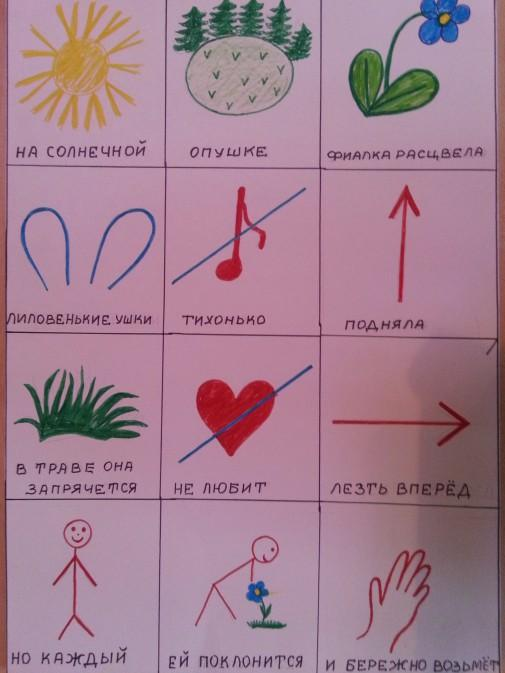 НА СОЛНЕЧНОЙ
ОПУШКЕ
ФИАЛКА РАСЦВЕЛА
ЛИЛОВЕНЬКИЕ УШКИ
ТИХОНЬКО
ПОДНЯЛА
В ТРАВЕ ОНА
ЗАПРЯЧЕТСЯ
НЕ ЛЮБИТ
ЛЕЗТЬ ВПЕРЁД
НО КАЖДЫЙ
ЕЙ ПОКЛОНИТСЯ
И БЕРЕЖНО ВОЗЬМЁТ